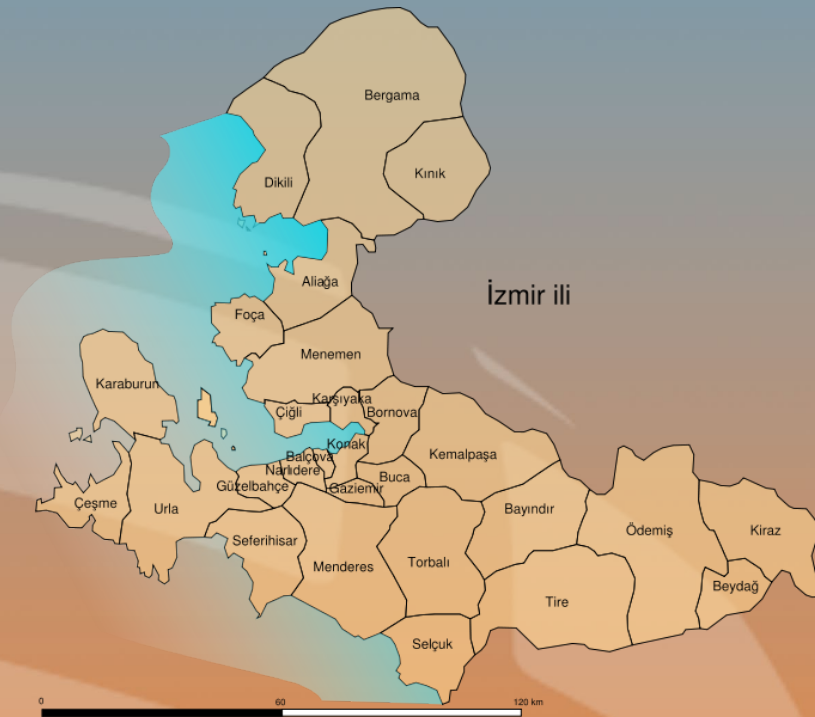 Bergama
Kınık
Dikili
Aliağa
İzmir ili
Foça
Menemen
Karaburun
Karşıyaka
Çiğli
Bornova
Konak
Balçova
Kemalpaşa
Narlıdere
Buca
Güzelbahçe
Gaziemir
Çeşme
Urla
Bayındır
Seferihisar
Ödemiş
Kiraz
Menderes
Torbalı
Beydağ
Tire
Selçuk
0 60 120 km